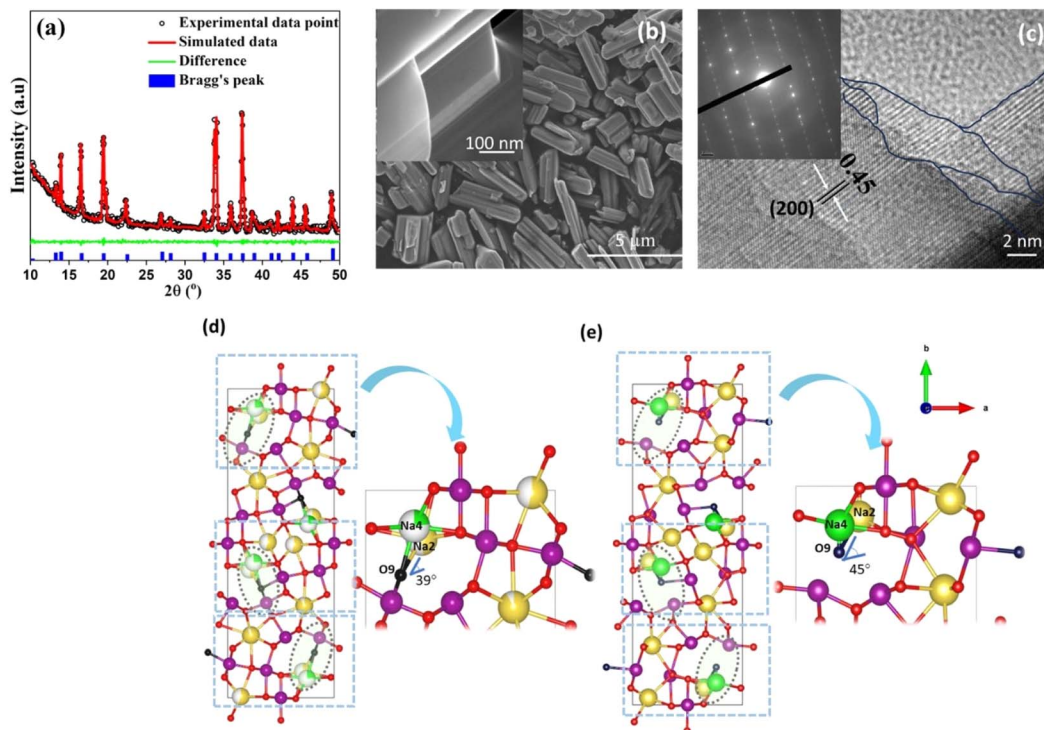 (a)
Experimental data point
Simulated data
Difference
Bragg's peak
Intensity (a.u)
10 15 20 25 30 35 40 45 50
2θ (°)
(b)
100 nm
5 µm
(c)
0.45
(200)
2 nm
(d)
Na4
Na2
O9
39°
(e)
b
a
Na2
Na4
O9
45°